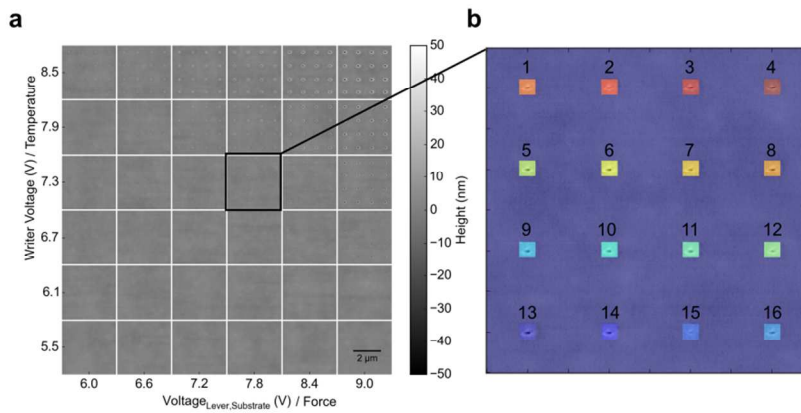 a
b
50
40
30
20
10
0
−10
−20
−30
−40
−50
Height (nm)
Writer Voltage (V) / Temperature
8.5
7.9
7.3
6.7
6.1
5.5
2 µm
6.0 6.6 7.2 7.8 8.4 9.0
Voltage Lever,Substrate (V) / Force
1 2 3 4
5 6 7 8
9 10 11 12
13 14 15 16